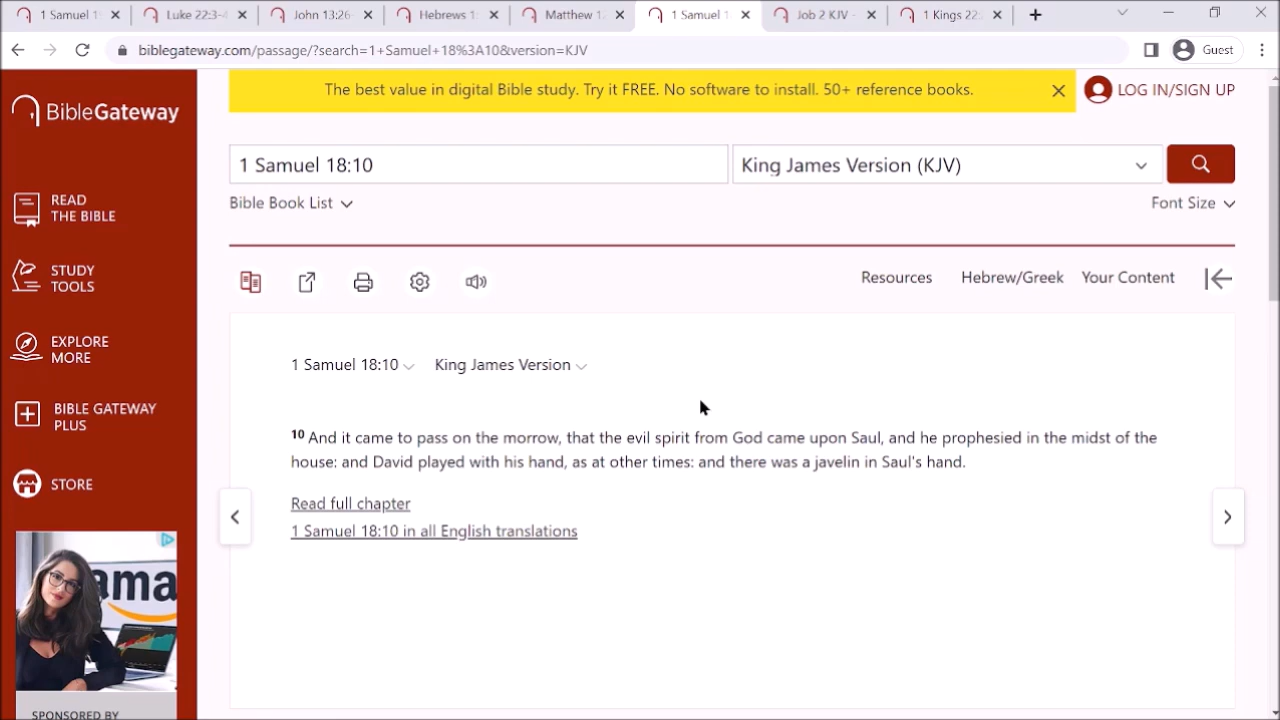 1 Samuel 1
Luke 22:3-4
John 13:26-
Hebrews 1:
Matthew 12
1 Samuel 1
Job 2 KJV -
1 Kings 22:
biblegateway.com/passage/?search=1+Samuel+18%3A10&version=KJV
Guest
BibleGateway
The best value in digital Bible study. Try it FREE. No software to install. 50+ reference books.
LOG IN/SIGN UP
1 Samuel 18:10
King James Version (KJV)
Bible Book List
Font Size
READ
THE BIBLE
STUDY
TOOLS
EXPLORE
MORE
BIBLE GATEWAY
PLUS
STORE
Resources
Hebrew/Greek
Your Content
1 Samuel 18:10
King James Version
10 And it came to pass on the morrow, that the evil spirit from God came upon Saul, and he prophesied in the midst of the
house: and David played with his hand, as at other times: and there was a javelin in Saul's hand.
Read full chapter
1 Samuel 18:10 in all English translations
ama
SPONSORED BY